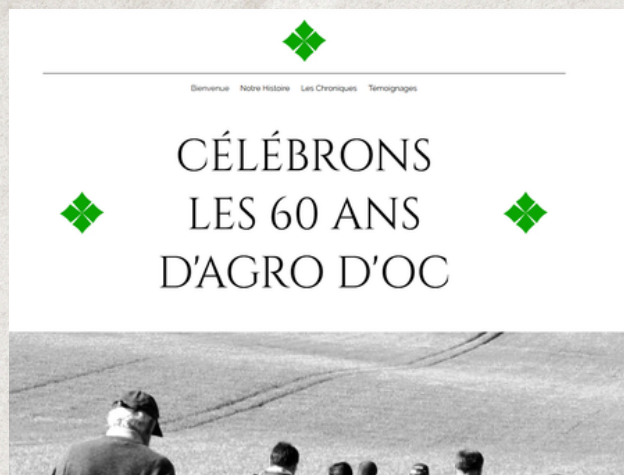 Bienvenue Notre Histoire Les Chroniques Témoignages
CÉLÉBRONS
LES 60 ANS
D'AGRO D'OC